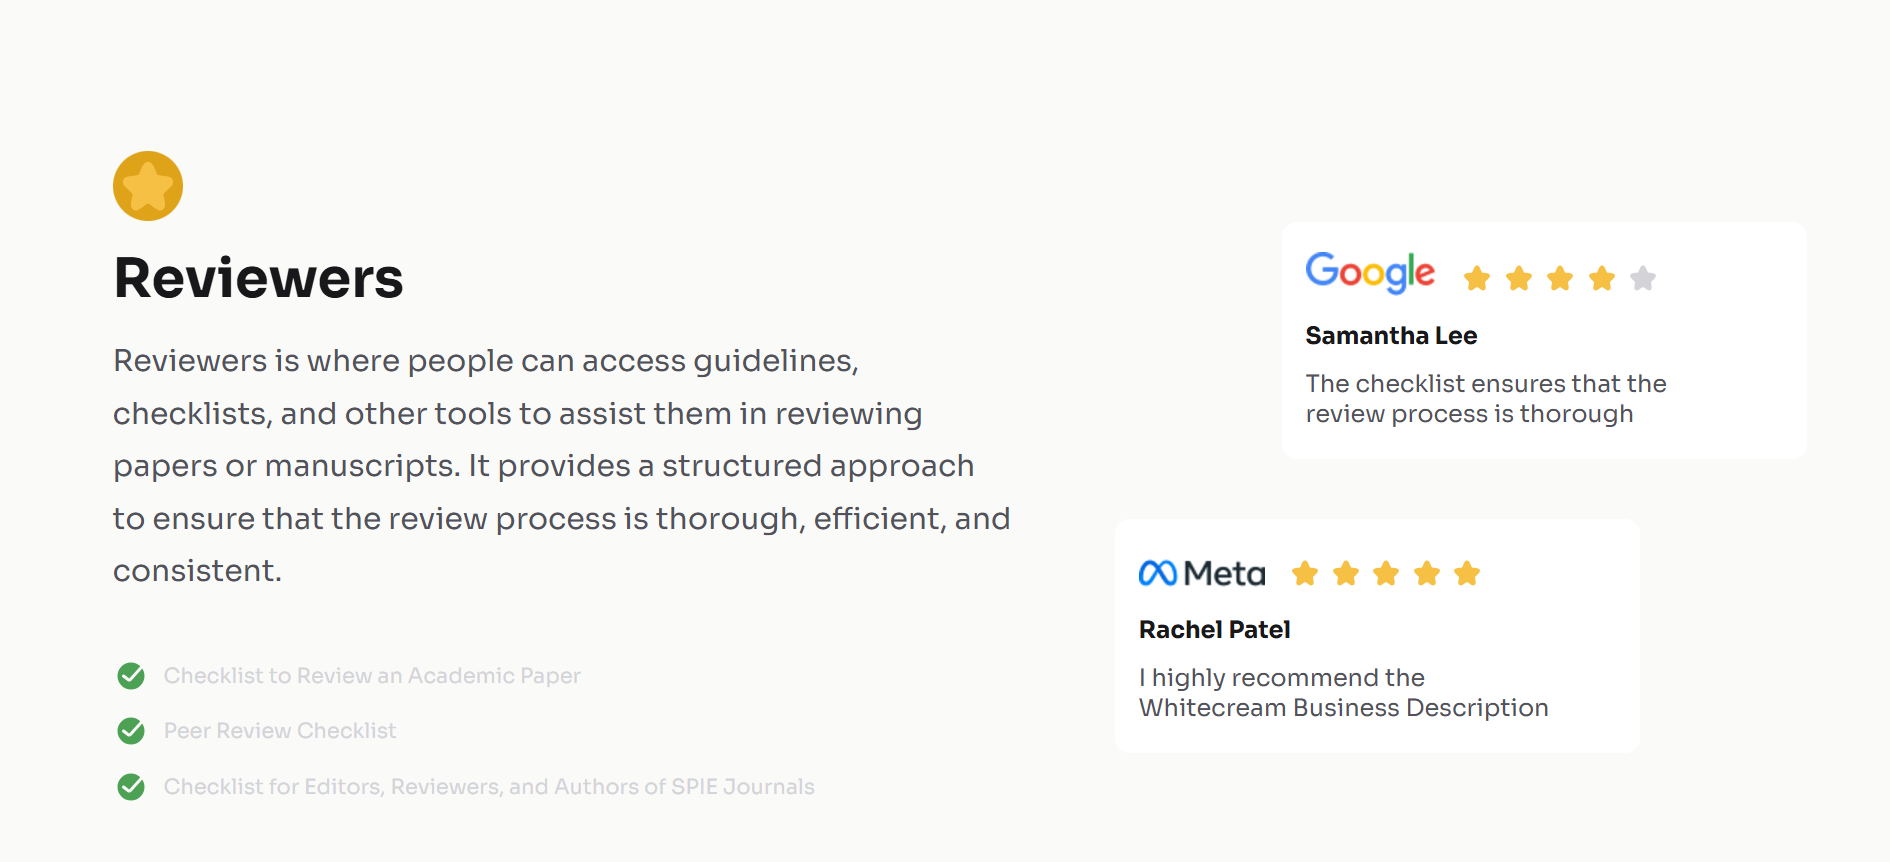 Reviewers
Reviewers is where people can access guidelines,
checklists, and other tools to assist them in reviewing
papers or manuscripts. It provides a structured approach
to ensure that the review process is thorough, efficient, and
consistent.
Checklist to Review an Academic Paper
Peer Review Checklist
Checklist for Editors, Reviewers, and Authors of SPIE Journals
Google
Samantha Lee
The checklist ensures that the
review process is thorough
Meta
Rachel Patel
I highly recommend the
Whitecream Business Description